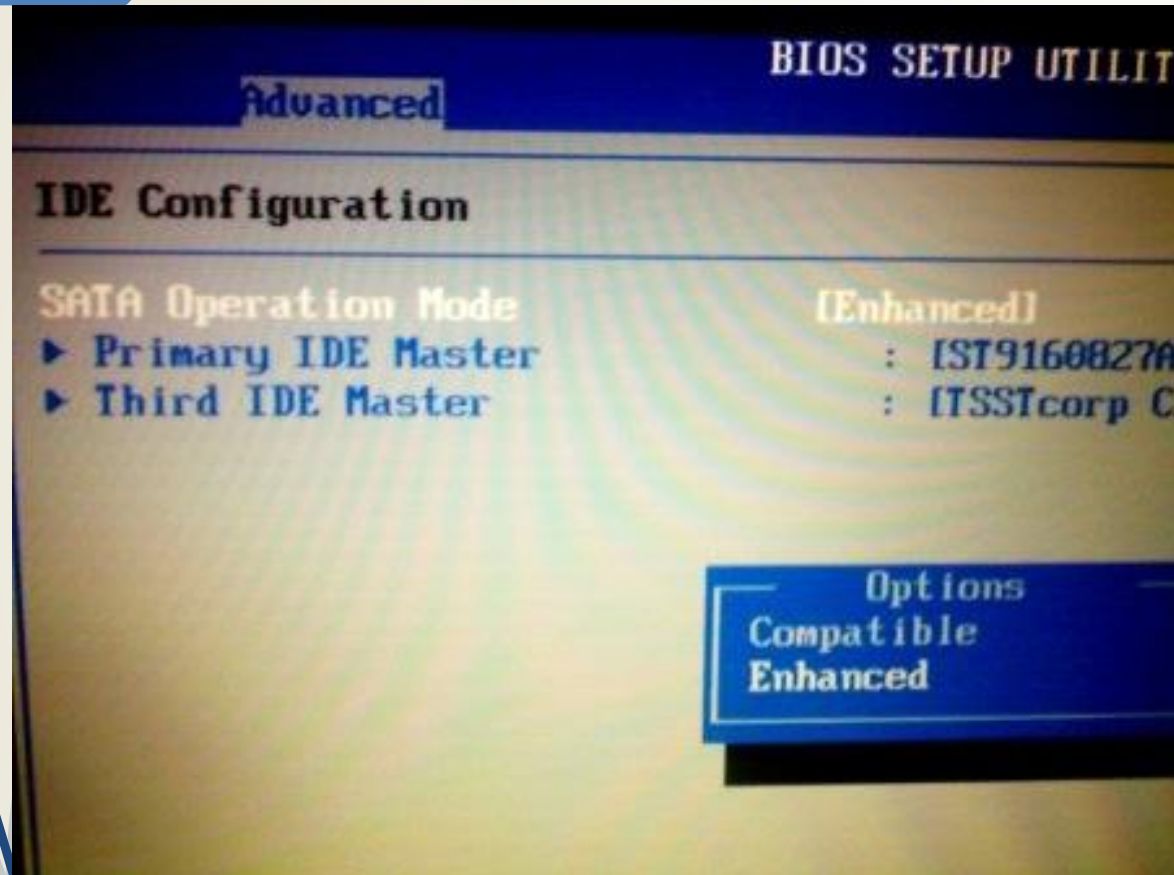 BIOS SETUP UTILIT
Advanced
IDE Configuration
SATA Operation Mode [Enhanced]
▶ Primary IDE Master : [ST9160827A
▶ Third IDE Master : [TSSTcorp C
Options
Compatible
Enhanced